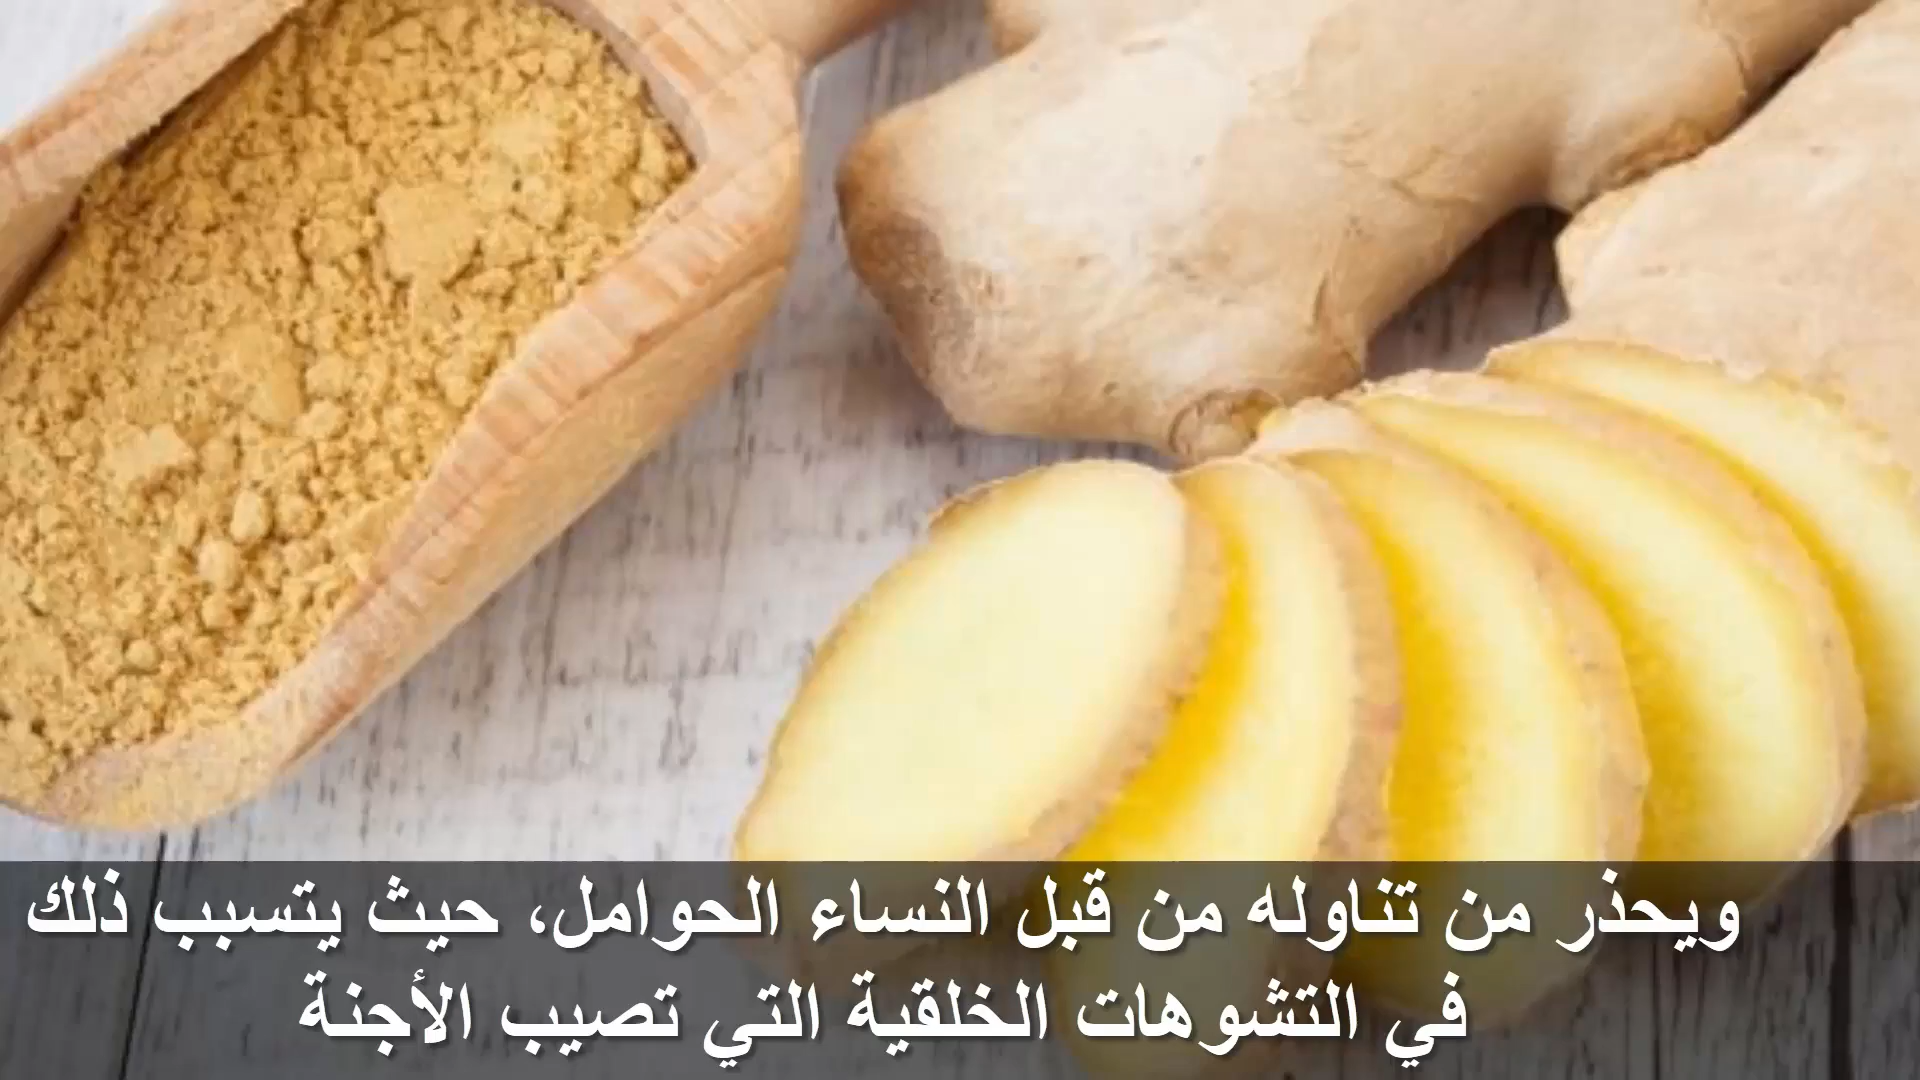 ويحذر من تناوله من قبل النساء الحوامل، حيث يتسبب ذلك
في التشوهات الخلقية التي تصيب الأجنة